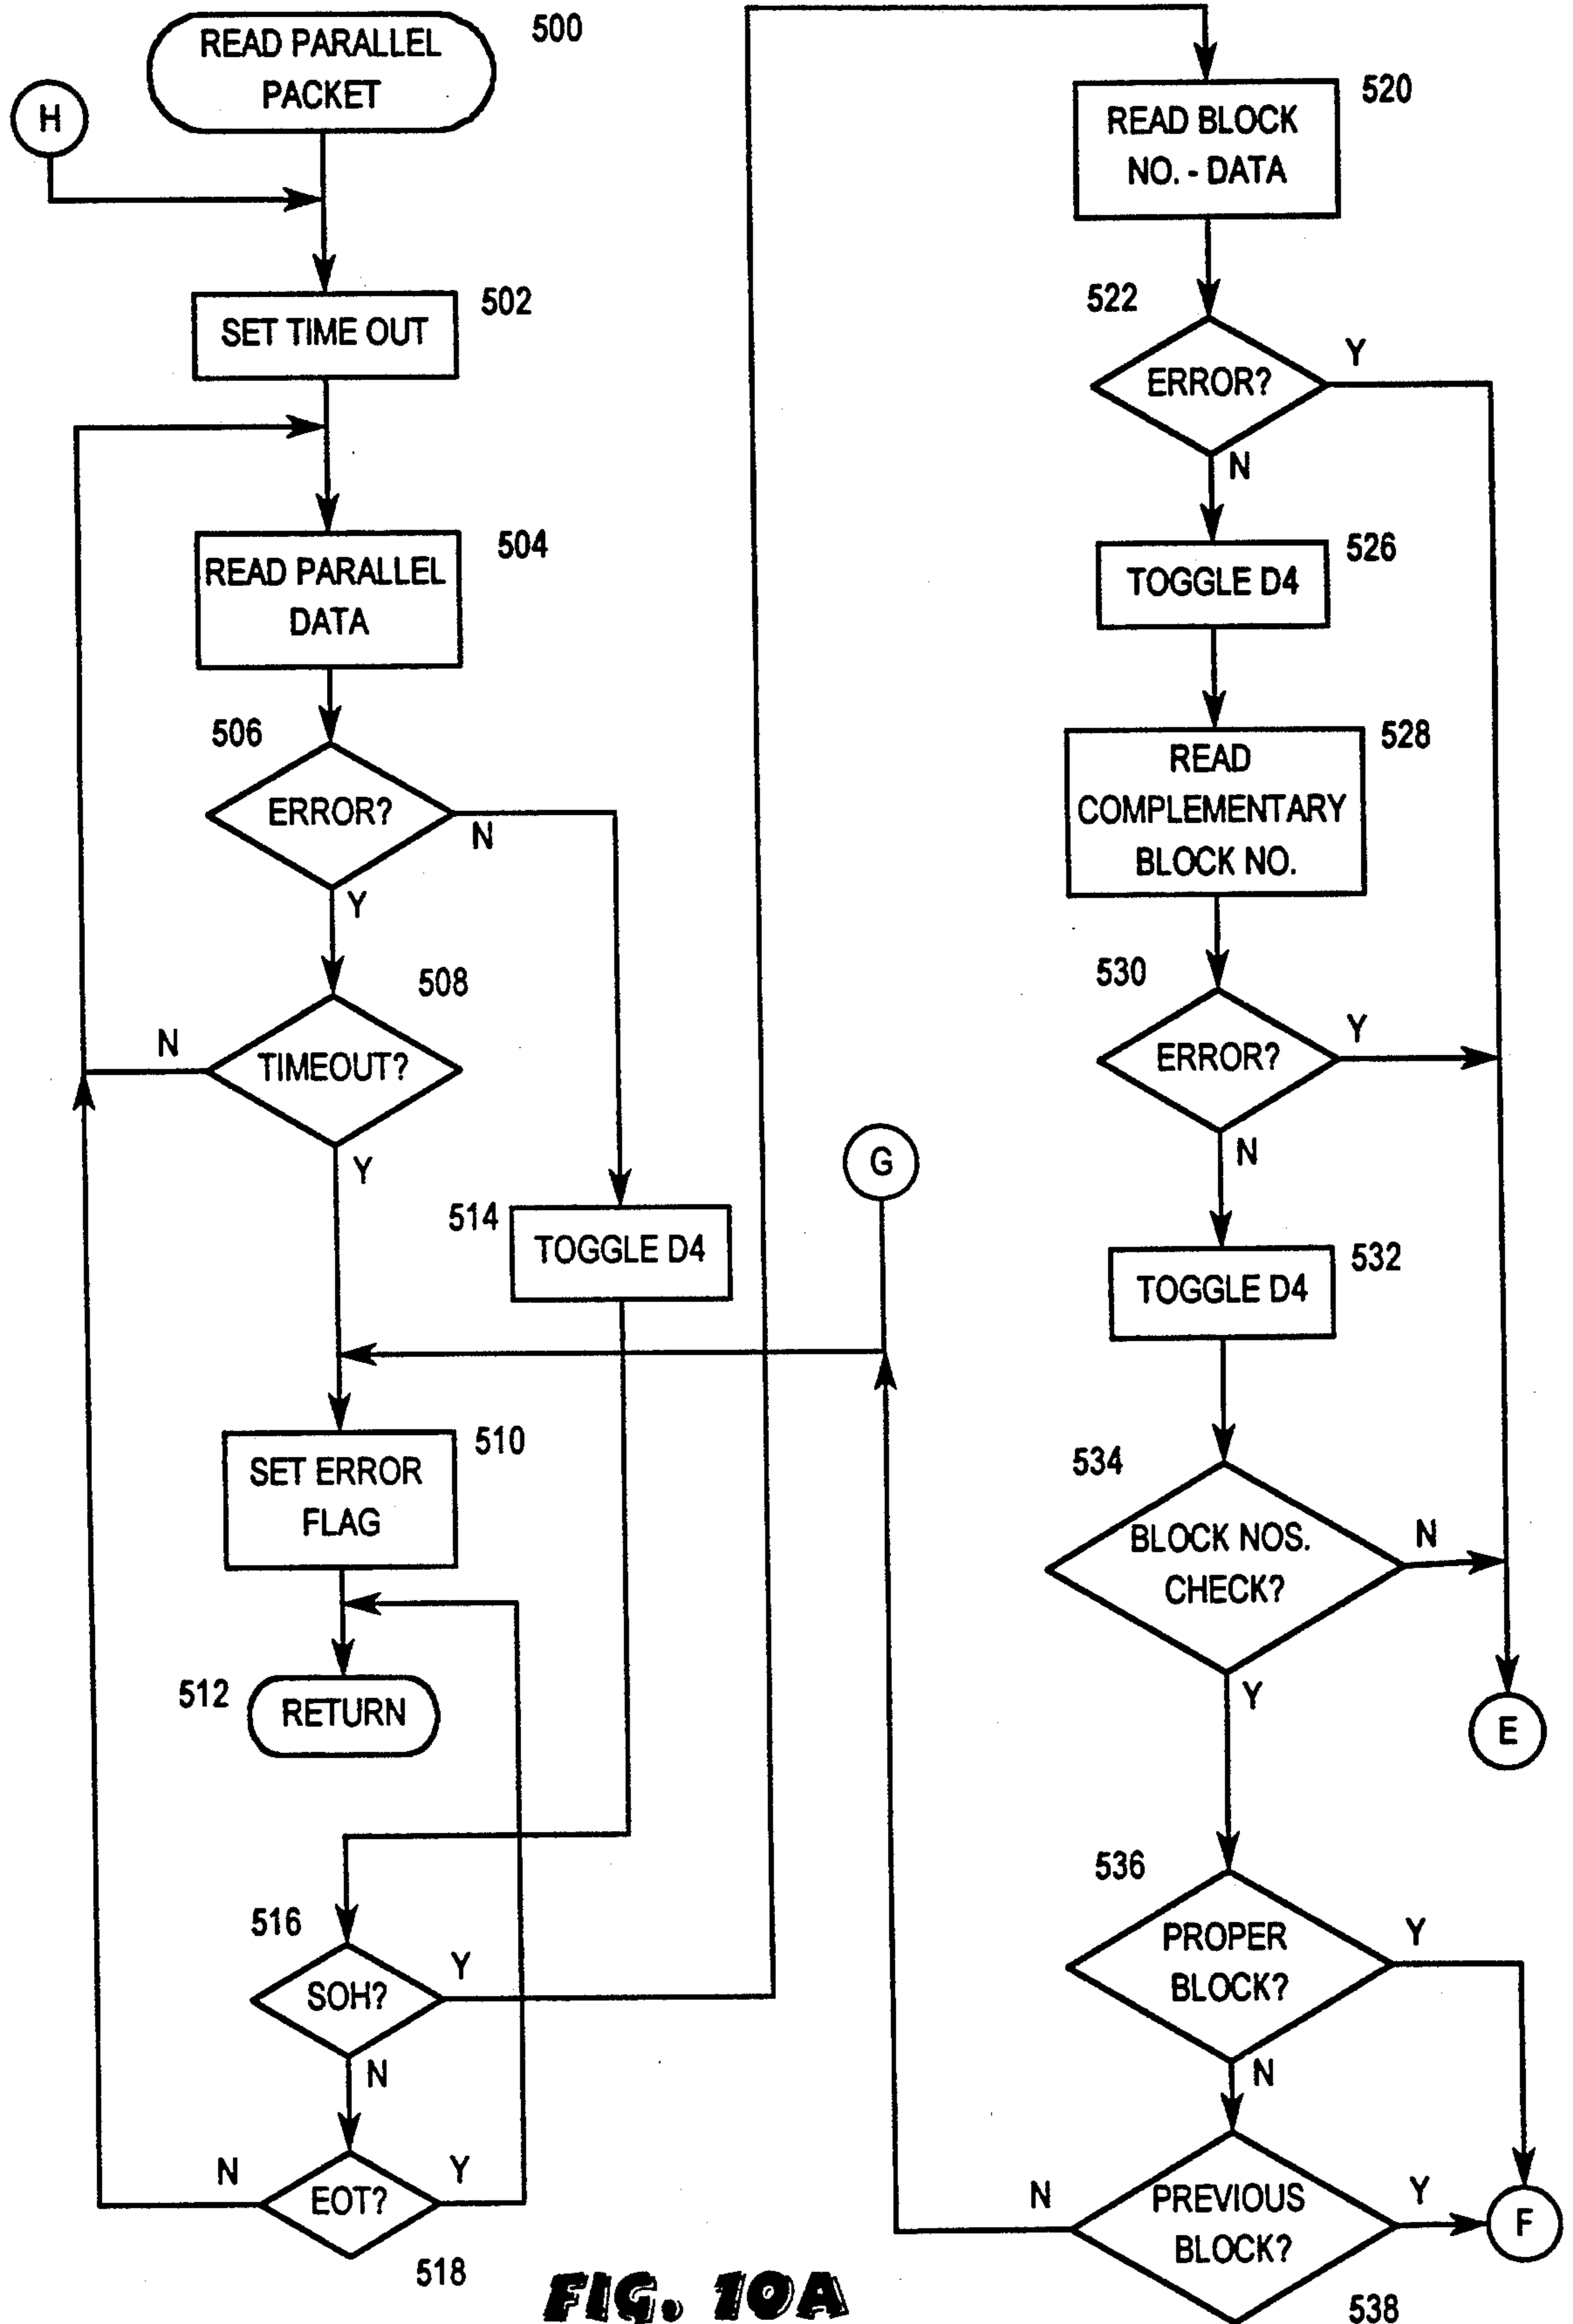 READ PARALLEL
PACKET
500
H
SET TIME OUT
502
READ PARALLEL
DATA
504
506
ERROR?
N
Y
508
TIMEOUT?
N
Y
514
TOGGLE D4
G
SET ERROR
FLAG
510
512
RETURN
516
SOH?
Y
N
EOT?
N
Y
518
READ BLOCK
NO. - DATA
520
522
ERROR?
Y
N
TOGGLE D4
526
READ
COMPLEMENTARY
BLOCK NO.
528
530
ERROR?
Y
N
TOGGLE D4
532
534
BLOCK NOS.
CHECK?
N
Y
E
536
PROPER
BLOCK?
Y
N
PREVIOUS
BLOCK?
N
Y
F
538
FIG. 10A